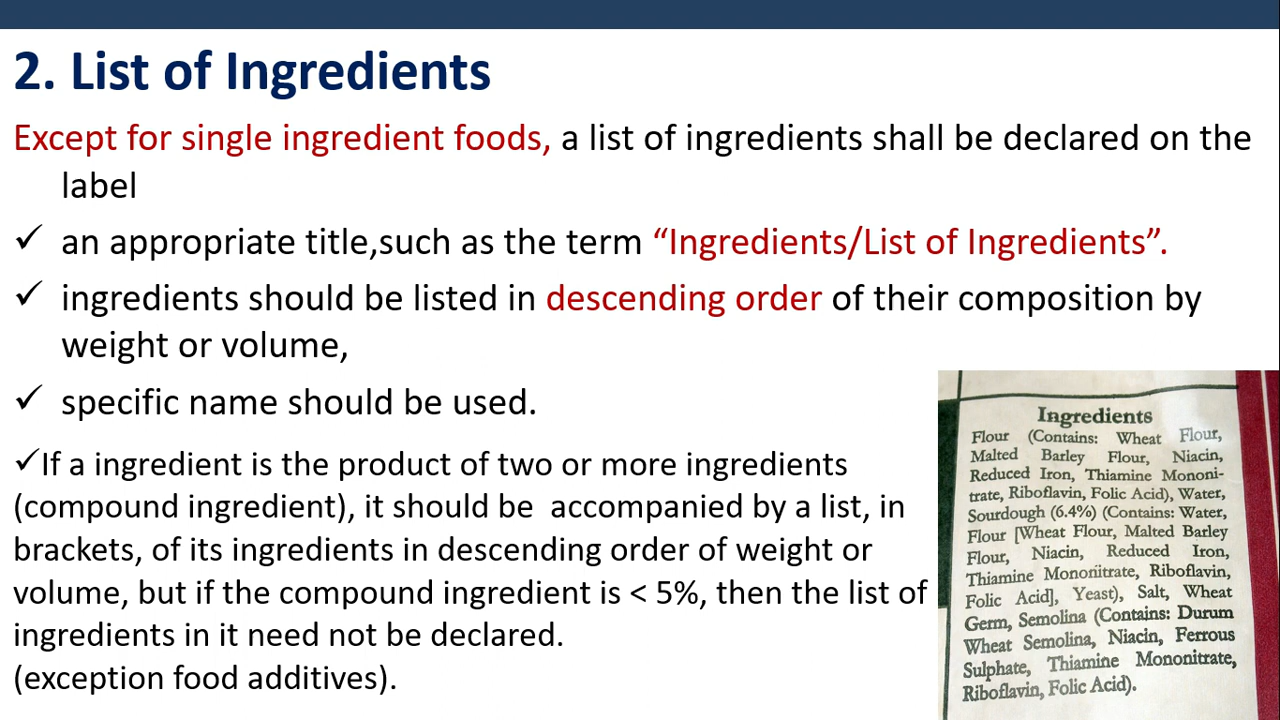 2. List of Ingredients
Except for single ingredient foods, a list of ingredients shall be declared on the
label
✓ an appropriate title,such as the term “Ingredients/List of Ingredients”.
✓ ingredients should be listed in descending order of their composition by
weight or volume,
✓ specific name should be used.
✓If a ingredient is the product of two or more ingredients
(compound ingredient), it should be  accompanied by a list, in
brackets, of its ingredients in descending order of weight or
volume, but if the compound ingredient is < 5%, then the list of
ingredients in it need not be declared.
(exception food additives).
Ingredients
Flour (Contains: Wheat Flour,
Malted Barley Flour, Niacin,
Reduced Iron, Thiamine Mononi-
trate, Riboflavin, Folic Acid), Water,
Sourdough (6.4%) (Contains: Water,
Flour [Wheat Flour, Malted Barley
Flour, Niacin, Reduced Iron,
Thiamine Mononitrate, Riboflavin,
Folic Acid], Yeast), Salt, Wheat
Germ, Semolina (Contains: Durum
Wheat Semolina, Niacin, Ferrous
Sulphate, Thiamine Mononitrate,
Riboflavin, Folic Acid).